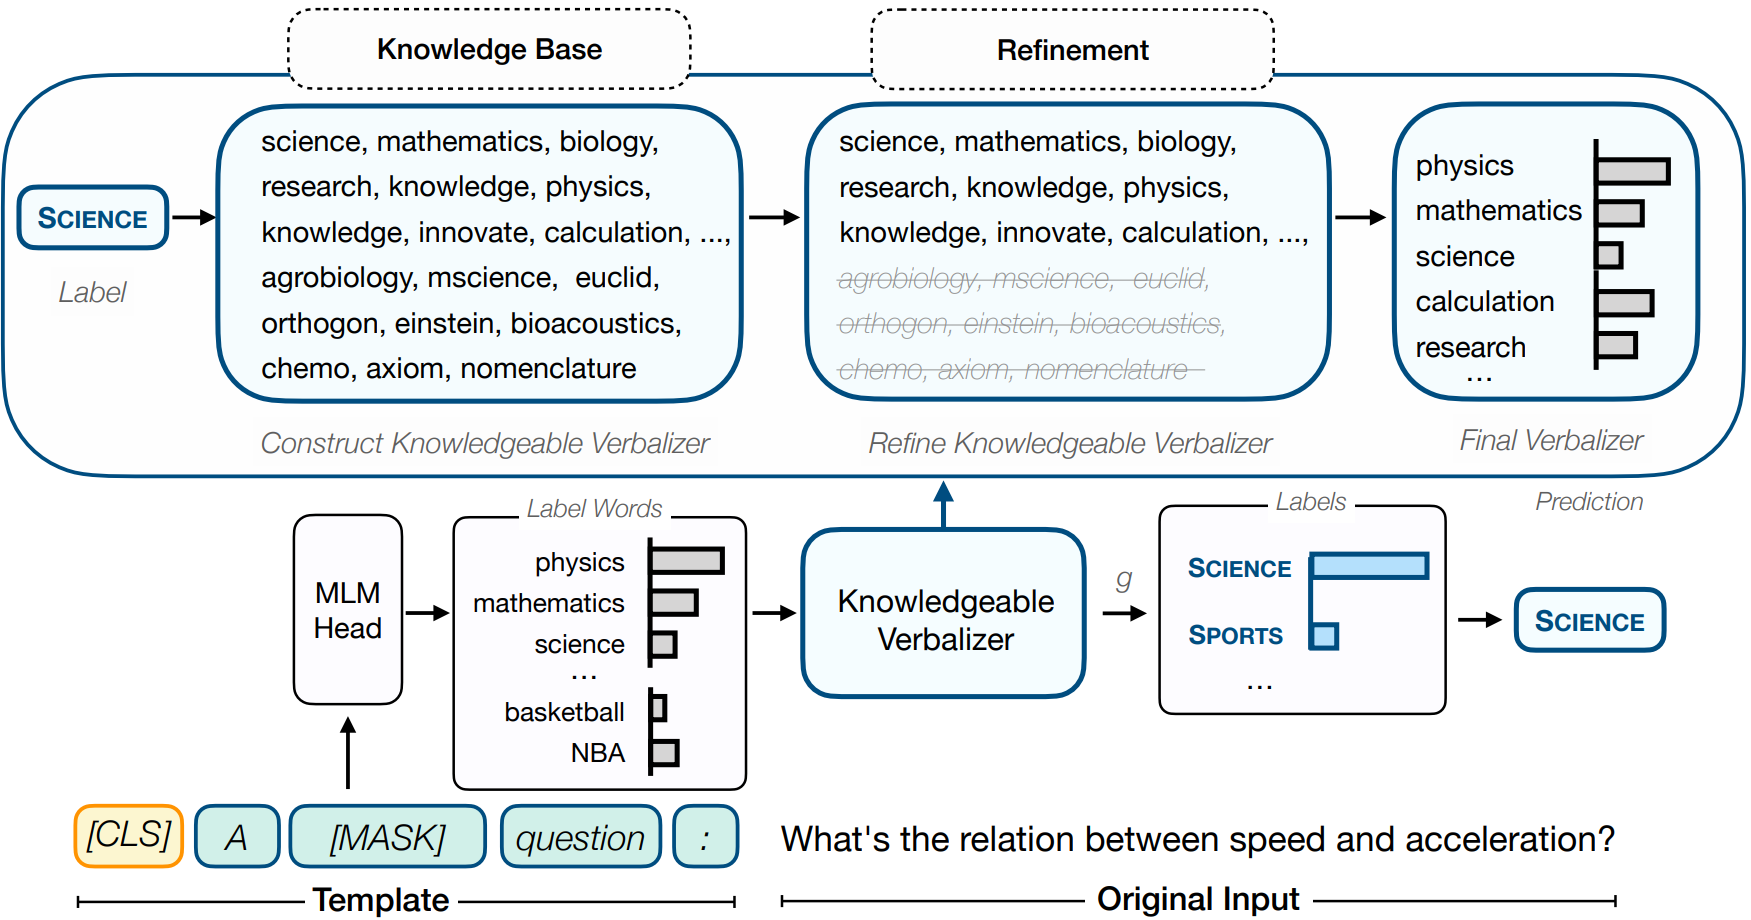 Knowledge Base
Refinement
SCIENCE
Label
science, mathematics, biology,
research, knowledge, physics,
knowledge, innovate, calculation, ...,
agrobiology, mscience, euclid,
orthogon, einstein, bioacoustics,
chemo, axiom, nomenclature
Construct Knowledgeable Verbalizer
science, mathematics, biology,
research, knowledge, physics,
knowledge, innovate, calculation, ...,
agrobiology, mscience, euclid,
orthogon, einstein, bioacoustics,
chemo, axiom, nomenclature
Refine Knowledgeable Verbalizer
physics
mathematics
science
calculation
research
...
Final Verbalizer
MLM
Head
Label Words
physics
mathematics
science
...
basketball
NBA
Knowledgeable
Verbalizer
g
Labels
SCIENCE
SPORTS
...
Prediction
SCIENCE
[CLS] A [MASK] question :
What's the relation between speed and acceleration?
Template
Original Input